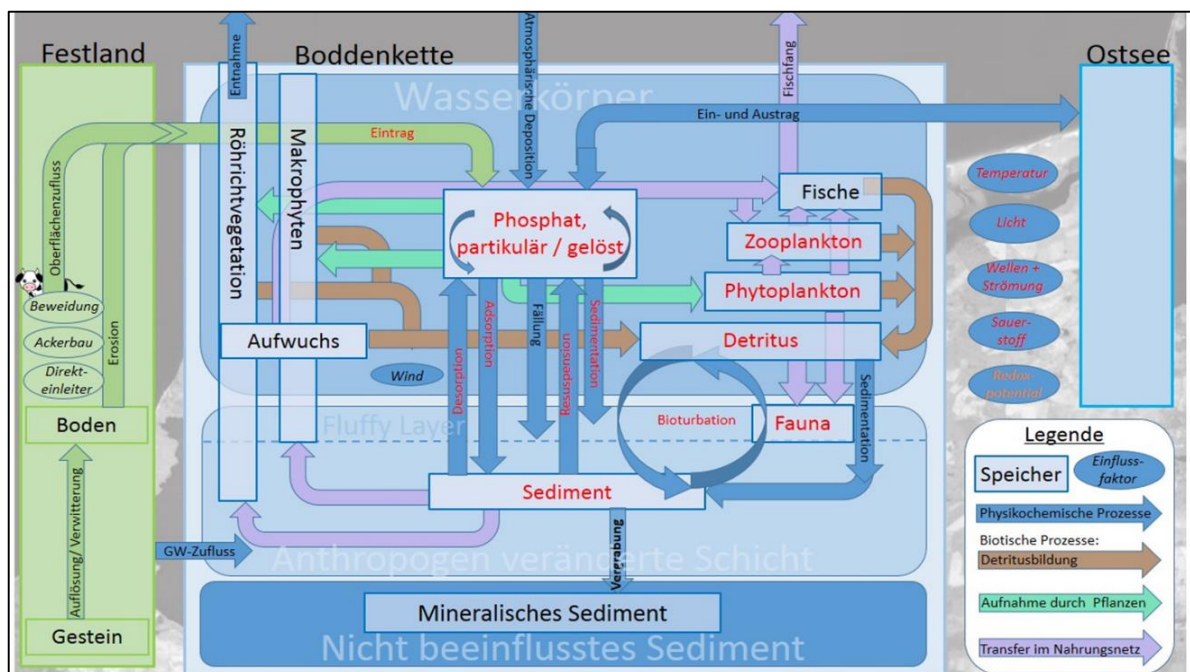 Festland
Boddenkette
Ostsee
Entnahme
Atmosphärische Deposition
Fischfang
Wasserkörper
Eintrag
Ein- und Austrag
Oberflächenzufluss
Röhrichtvegetation
Makrophyten
Phosphat,
partikulär / gelöst
Fische
Zooplankton
Phytoplankton
Detritus
Temperatur
Licht
Wellen +
Strömung
Sauer-
stoff
Redox-
potential
Beweidung
Ackerbau
Direkt-
einleiter
Erosion
Aufwuchs
Wind
Desorption
Adsorption
Fällung
Resuspension
Sedimentation
Bioturbation
Fauna
Sedimentation
Boden
Fluffy Layer
Sediment
Auflösung/ Verwitterung
GW-Zufluss
Anthropogen veränderte Schicht
Vergrabung
Gestein
Mineralisches Sediment
Nicht beeinflusstes Sediment
Legende
Speicher
Einfluss-
faktor
Physikochemische Prozesse
Biotische Prozesse:
Detritusbildung
Aufnahme durch Pflanzen
Transfer im Nahrungsnetz